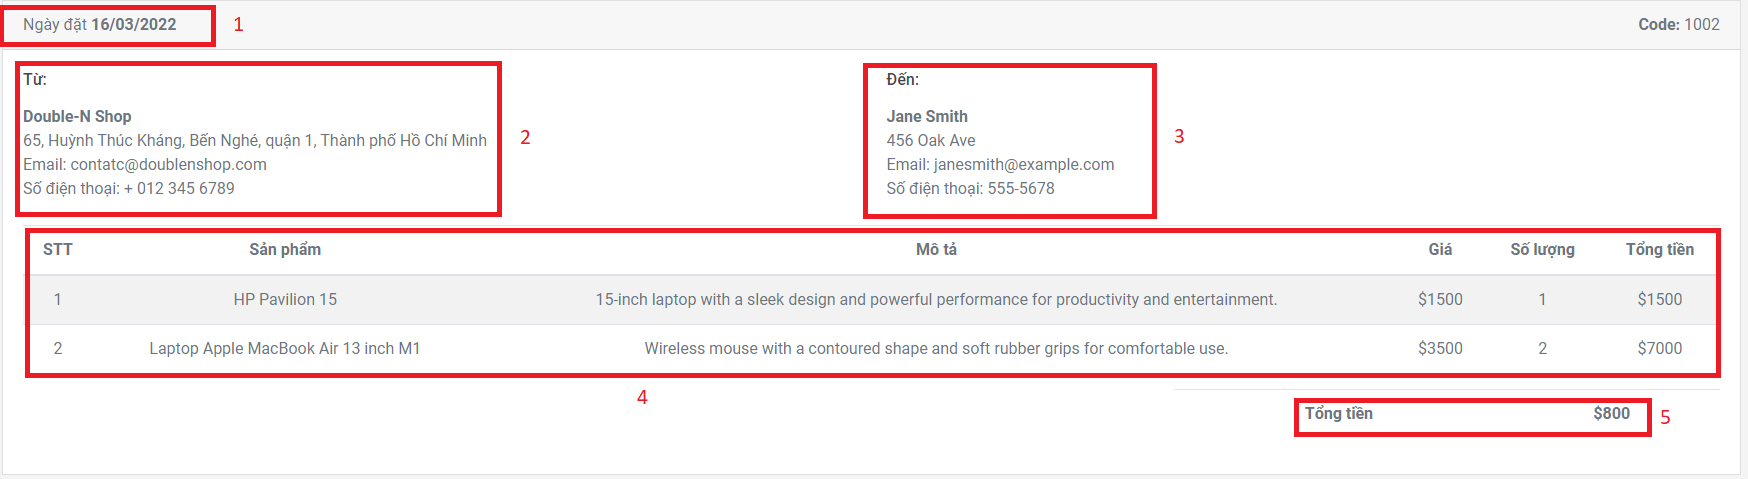 Ngày đặt 16/03/2022 1 Code: 1002
Từ:
Double-N Shop
65, Huỳnh Thúc Kháng, Bến Nghé, quận 1, Thành phố Hồ Chí Minh
Email: contatc@doublenshop.com
Số điện thoại: + 012 345 6789
2
Đến:
Jane Smith
456 Oak Ave
Email: janesmith@example.com
Số điện thoại: 555-5678
3
STT Sản phẩm Mô tả Giá Số lượng Tổng tiền
1 HP Pavilion 15 15-inch laptop with a sleek design and powerful performance for productivity and entertainment. $1500 1 $1500
2 Laptop Apple MacBook Air 13 inch M1 Wireless mouse with a contoured shape and soft rubber grips for comfortable use. $3500 2 $7000
4
Tổng tiền $800 5